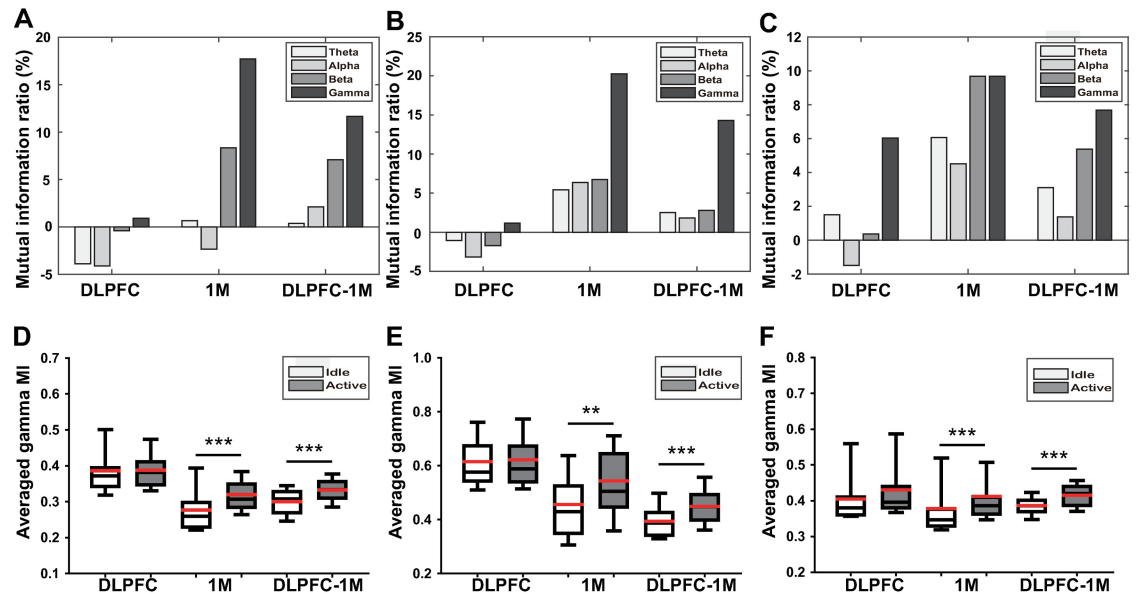 A
Mutual information ratio (%)
20
15
10
5
0
-5
Theta
Alpha
Beta
Gamma
DLPFC 1M DLPFC-1M
B
Mutual information ratio (%)
25
20
15
10
5
0
-5
Theta
Alpha
Beta
Gamma
DLPFC 1M DLPFC-1M
C
Mutual information ratio (%)
12
10
8
6
4
2
0
-2
Theta
Alpha
Beta
Gamma
DLPFC 1M DLPFC-1M
D
Averaged gamma MI
0.7
0.6
0.5
0.4
0.3
0.2
0.1
Idle
Active
*** ***
DLPFC 1M DLPFC-1M
E
Averaged gamma MI
1.0
0.8
0.6
0.4
0.2
Idle
Active
** ***
DLPFC 1M DLPFC-1M
F
Averaged gamma MI
0.8
0.7
0.6
0.5
0.4
0.3
0.2
Idle
Active
*** ***
DLPFC 1M DLPFC-1M